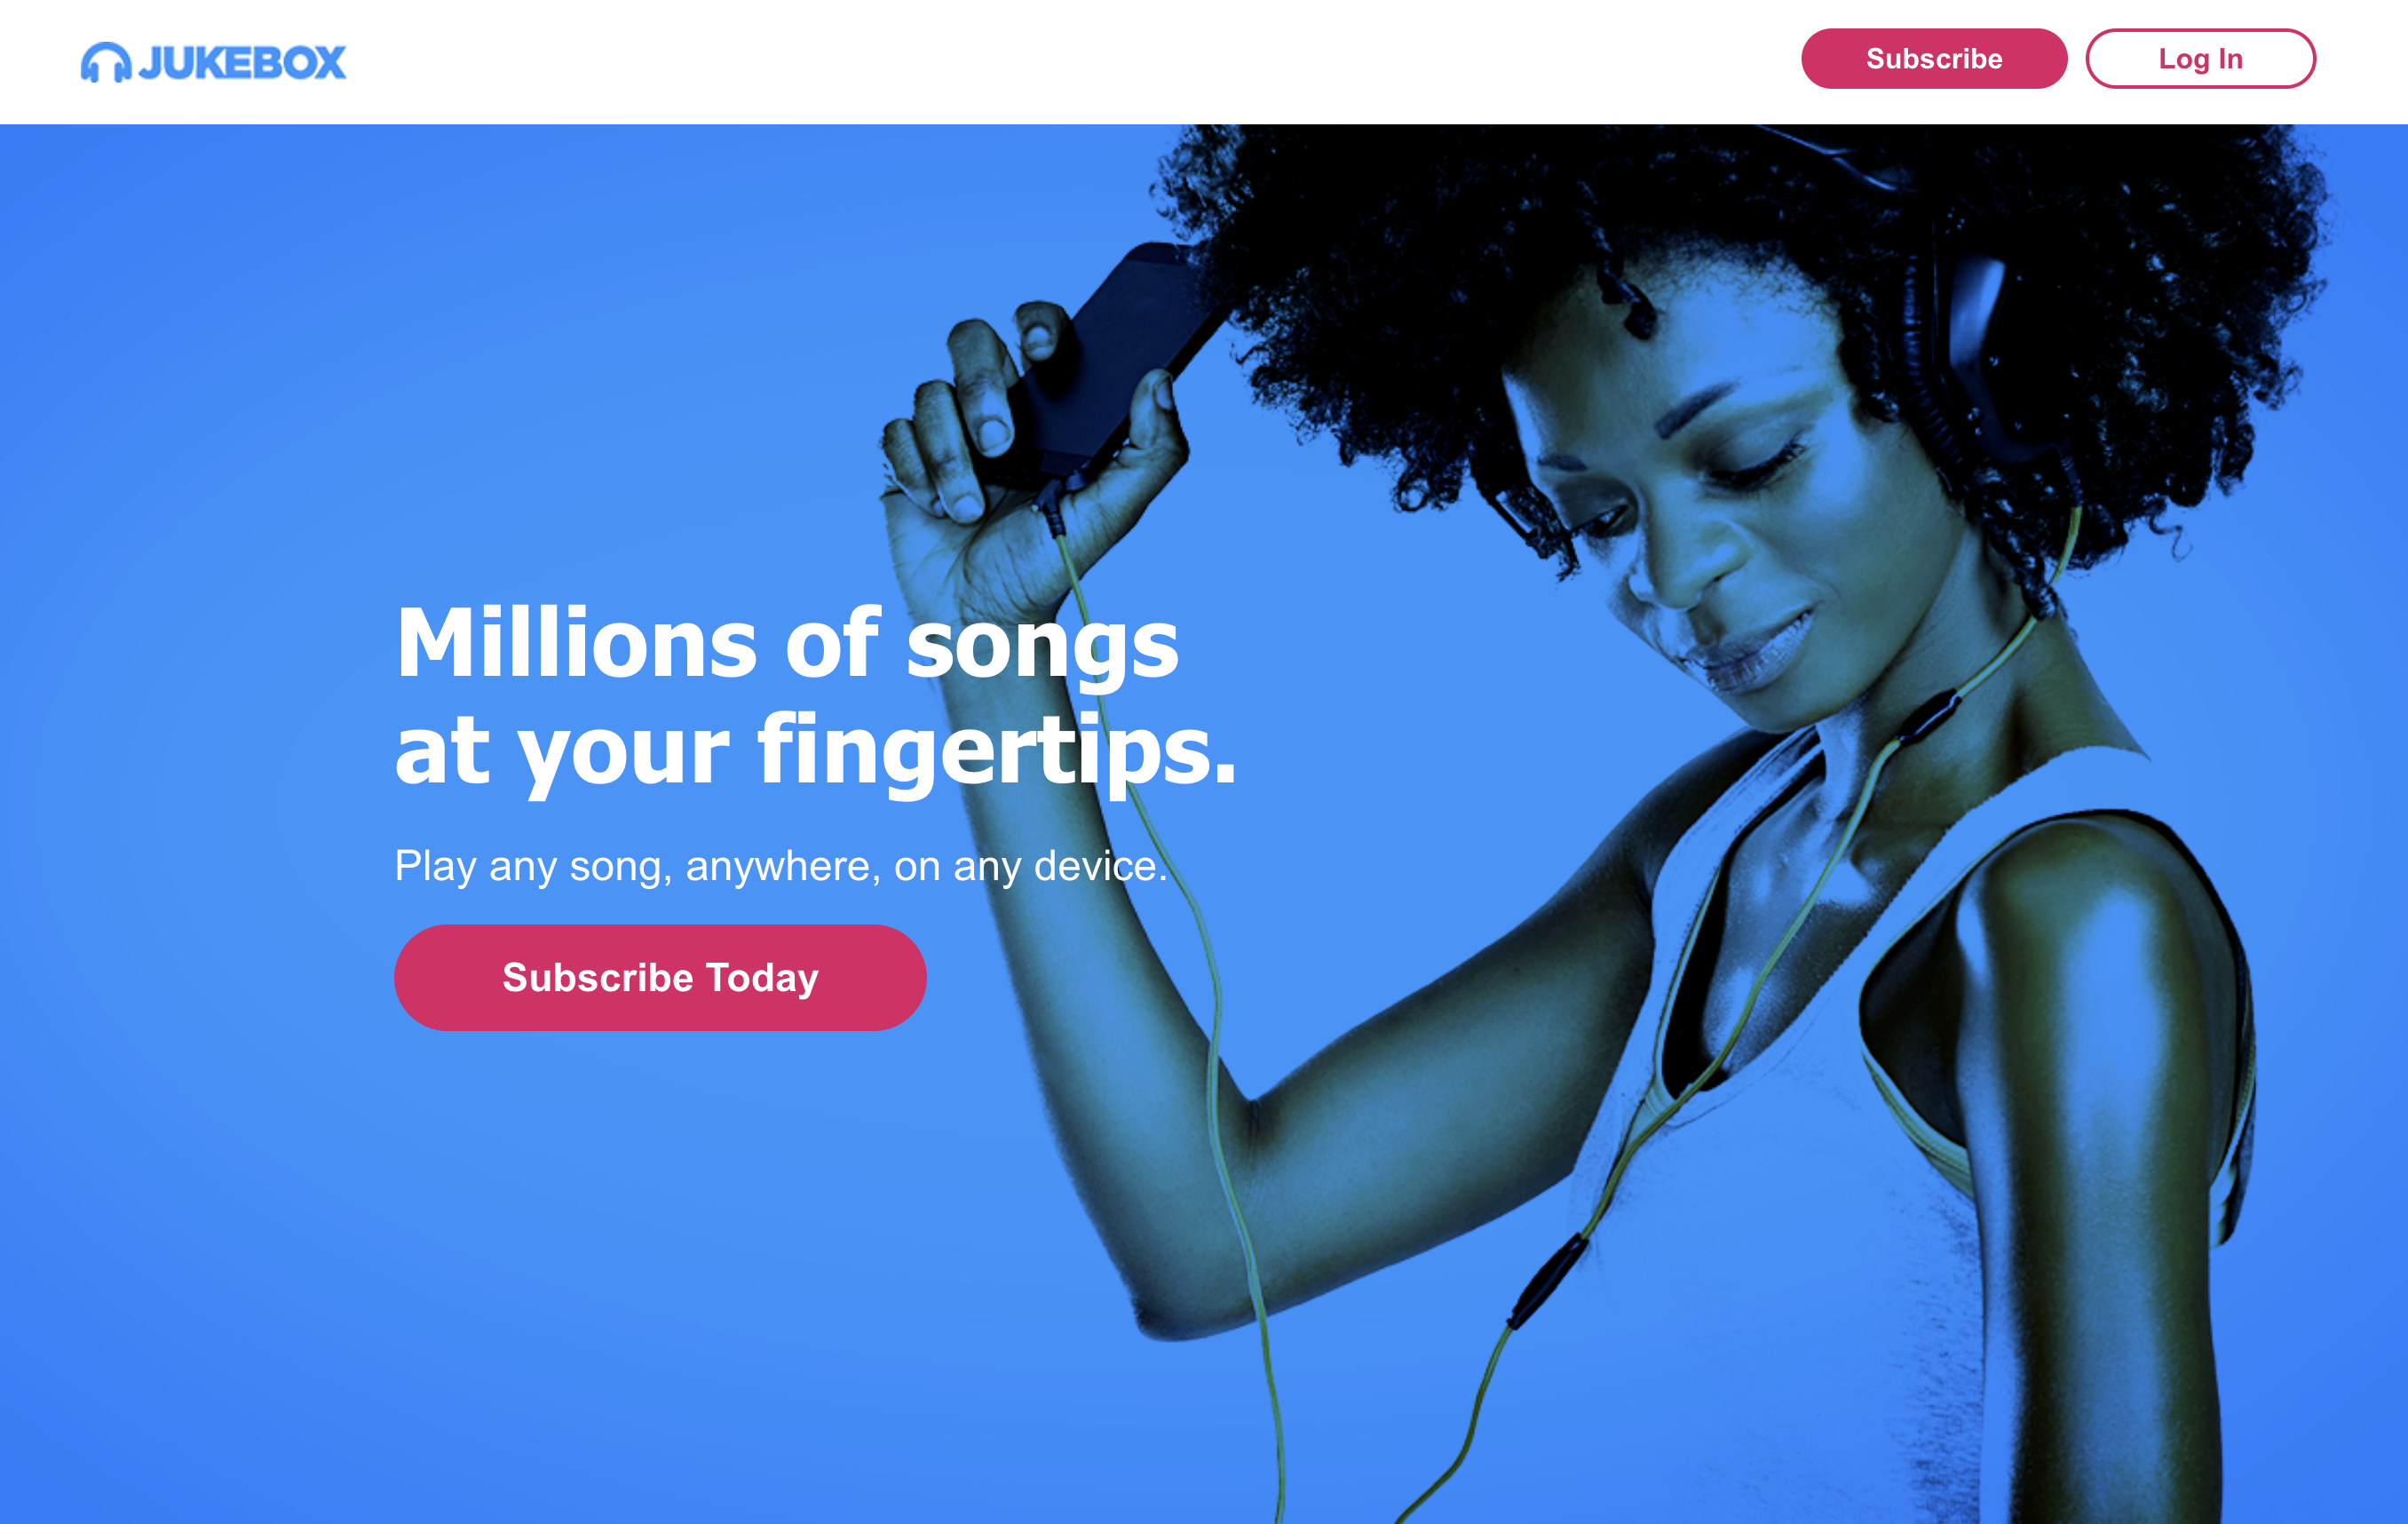 JUKEBOX
Subscribe
Log In
Millions of songs
at your fingertips.
Play any song, anywhere, on any device.
Subscribe Today